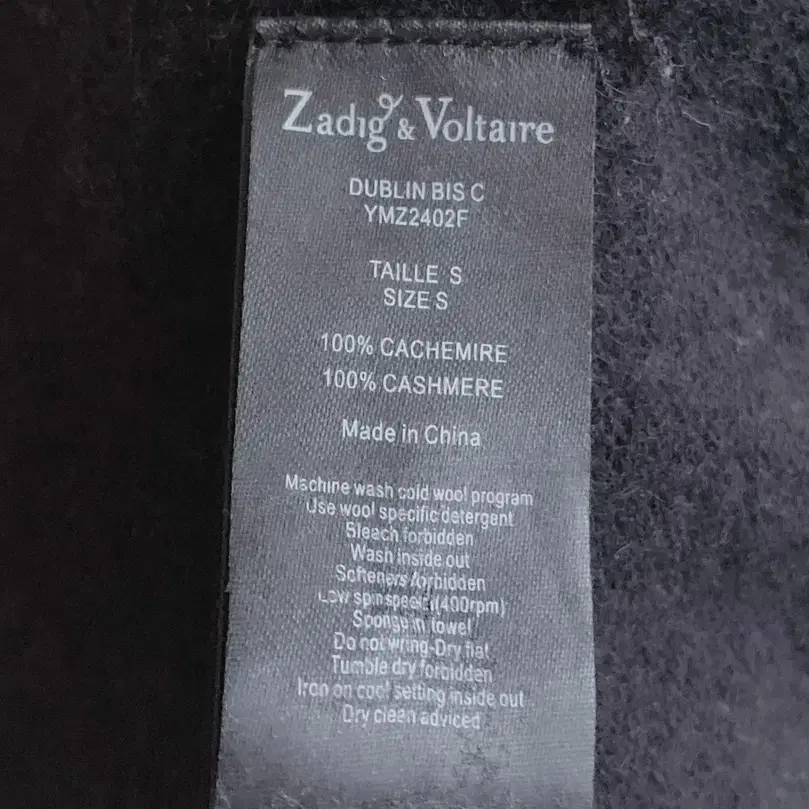 Zadig & Voltaire
DUBLIN BIS C
YMZ2402F
TAILLE S
SIZE S
100% CACHEMIRE
100% CASHMERE
Made in China
Machine wash cold wool program
Use wool specific detergent
Bleach forbidden
Wash inside out
Softeners forbidden
Low spin speed (400rpm)
Sponge in towel
Do not wring-Dry flat
Tumble dry forbidden
Iron on cool setting inside out
Dry clean adviced